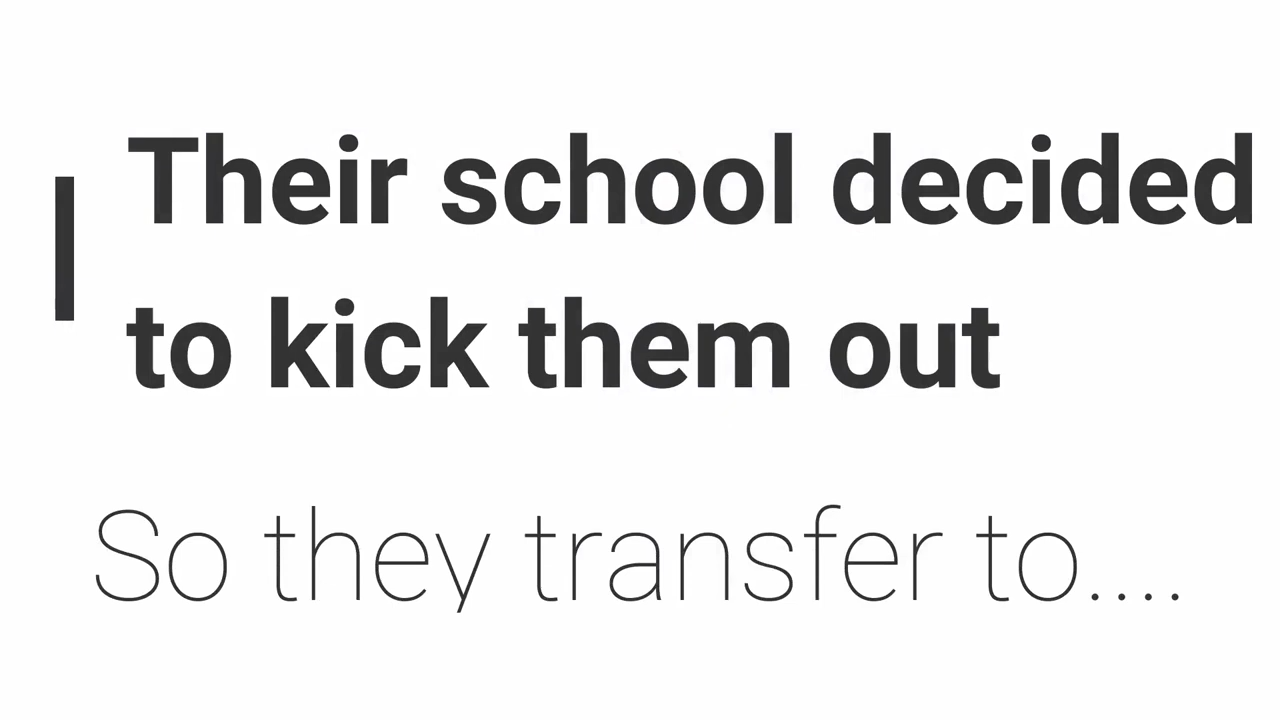 Their school decided
to kick them out
So they transfer to....